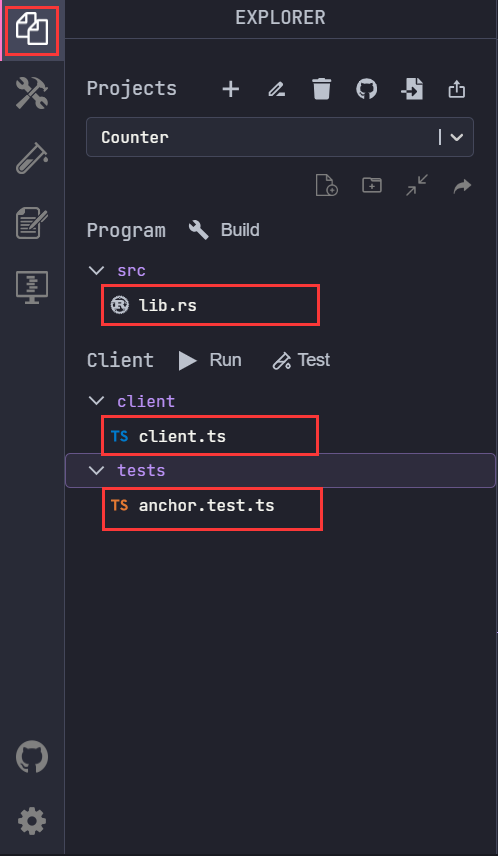 EXPLORER
Projects
Counter
Program Build
src
lib.rs
Client Run Test
client
TS client.ts
tests
TS anchor.test.ts